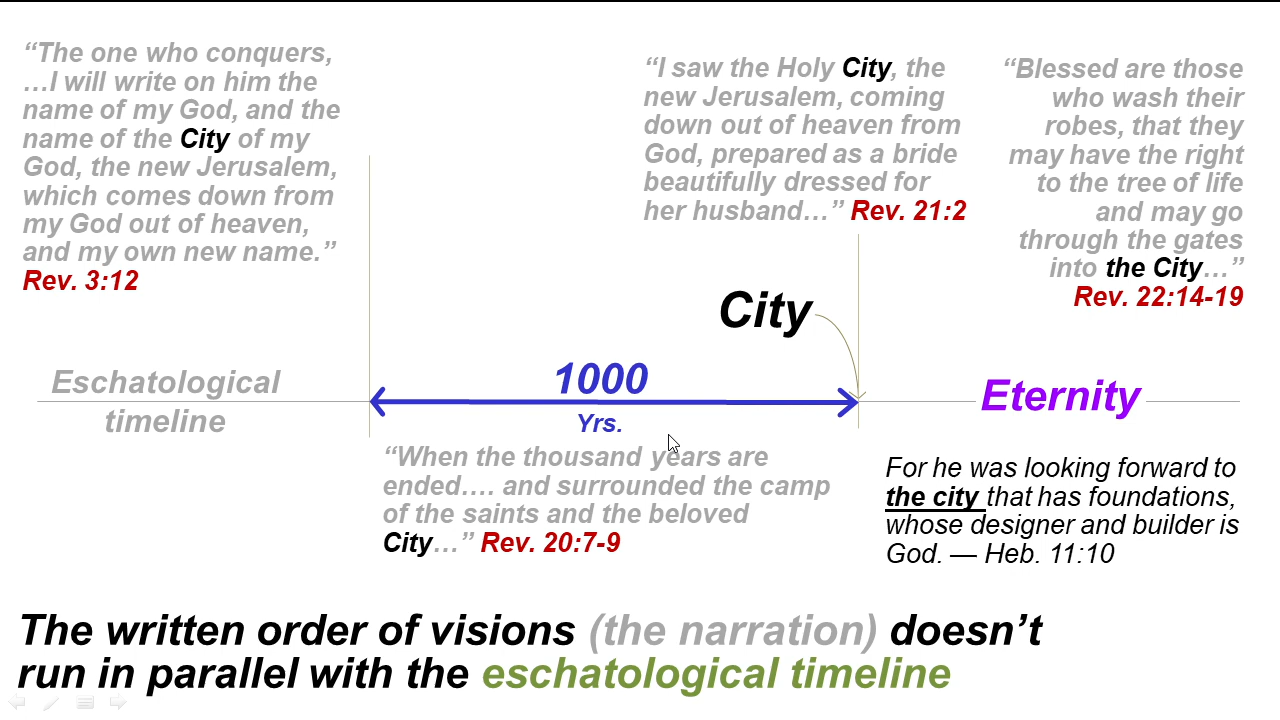 “The one who conquers,
…I will write on him the
name of my God, and the
name of the City of my
God, the new Jerusalem,
which comes down from
my God out of heaven,
and my own new name.”
Rev. 3:12
“I saw the Holy City, the
new Jerusalem, coming
down out of heaven from
God, prepared as a bride
beautifully dressed for
her husband…” Rev. 21:2
“Blessed are those
who wash their
robes, that they
may have the right
to the tree of life
and may go
through the gates
into the City…”
Rev. 22:14-19
City
Eschatological
timeline
1000
Yrs.
Eternity
“When the thousand years are
ended…. and surrounded the camp
of the saints and the beloved
City…” Rev. 20:7-9
For he was looking forward to
the city that has foundations,
whose designer and builder is
God. — Heb. 11:10
The written order of visions (the narration) doesn’t
run in parallel with the eschatological timeline